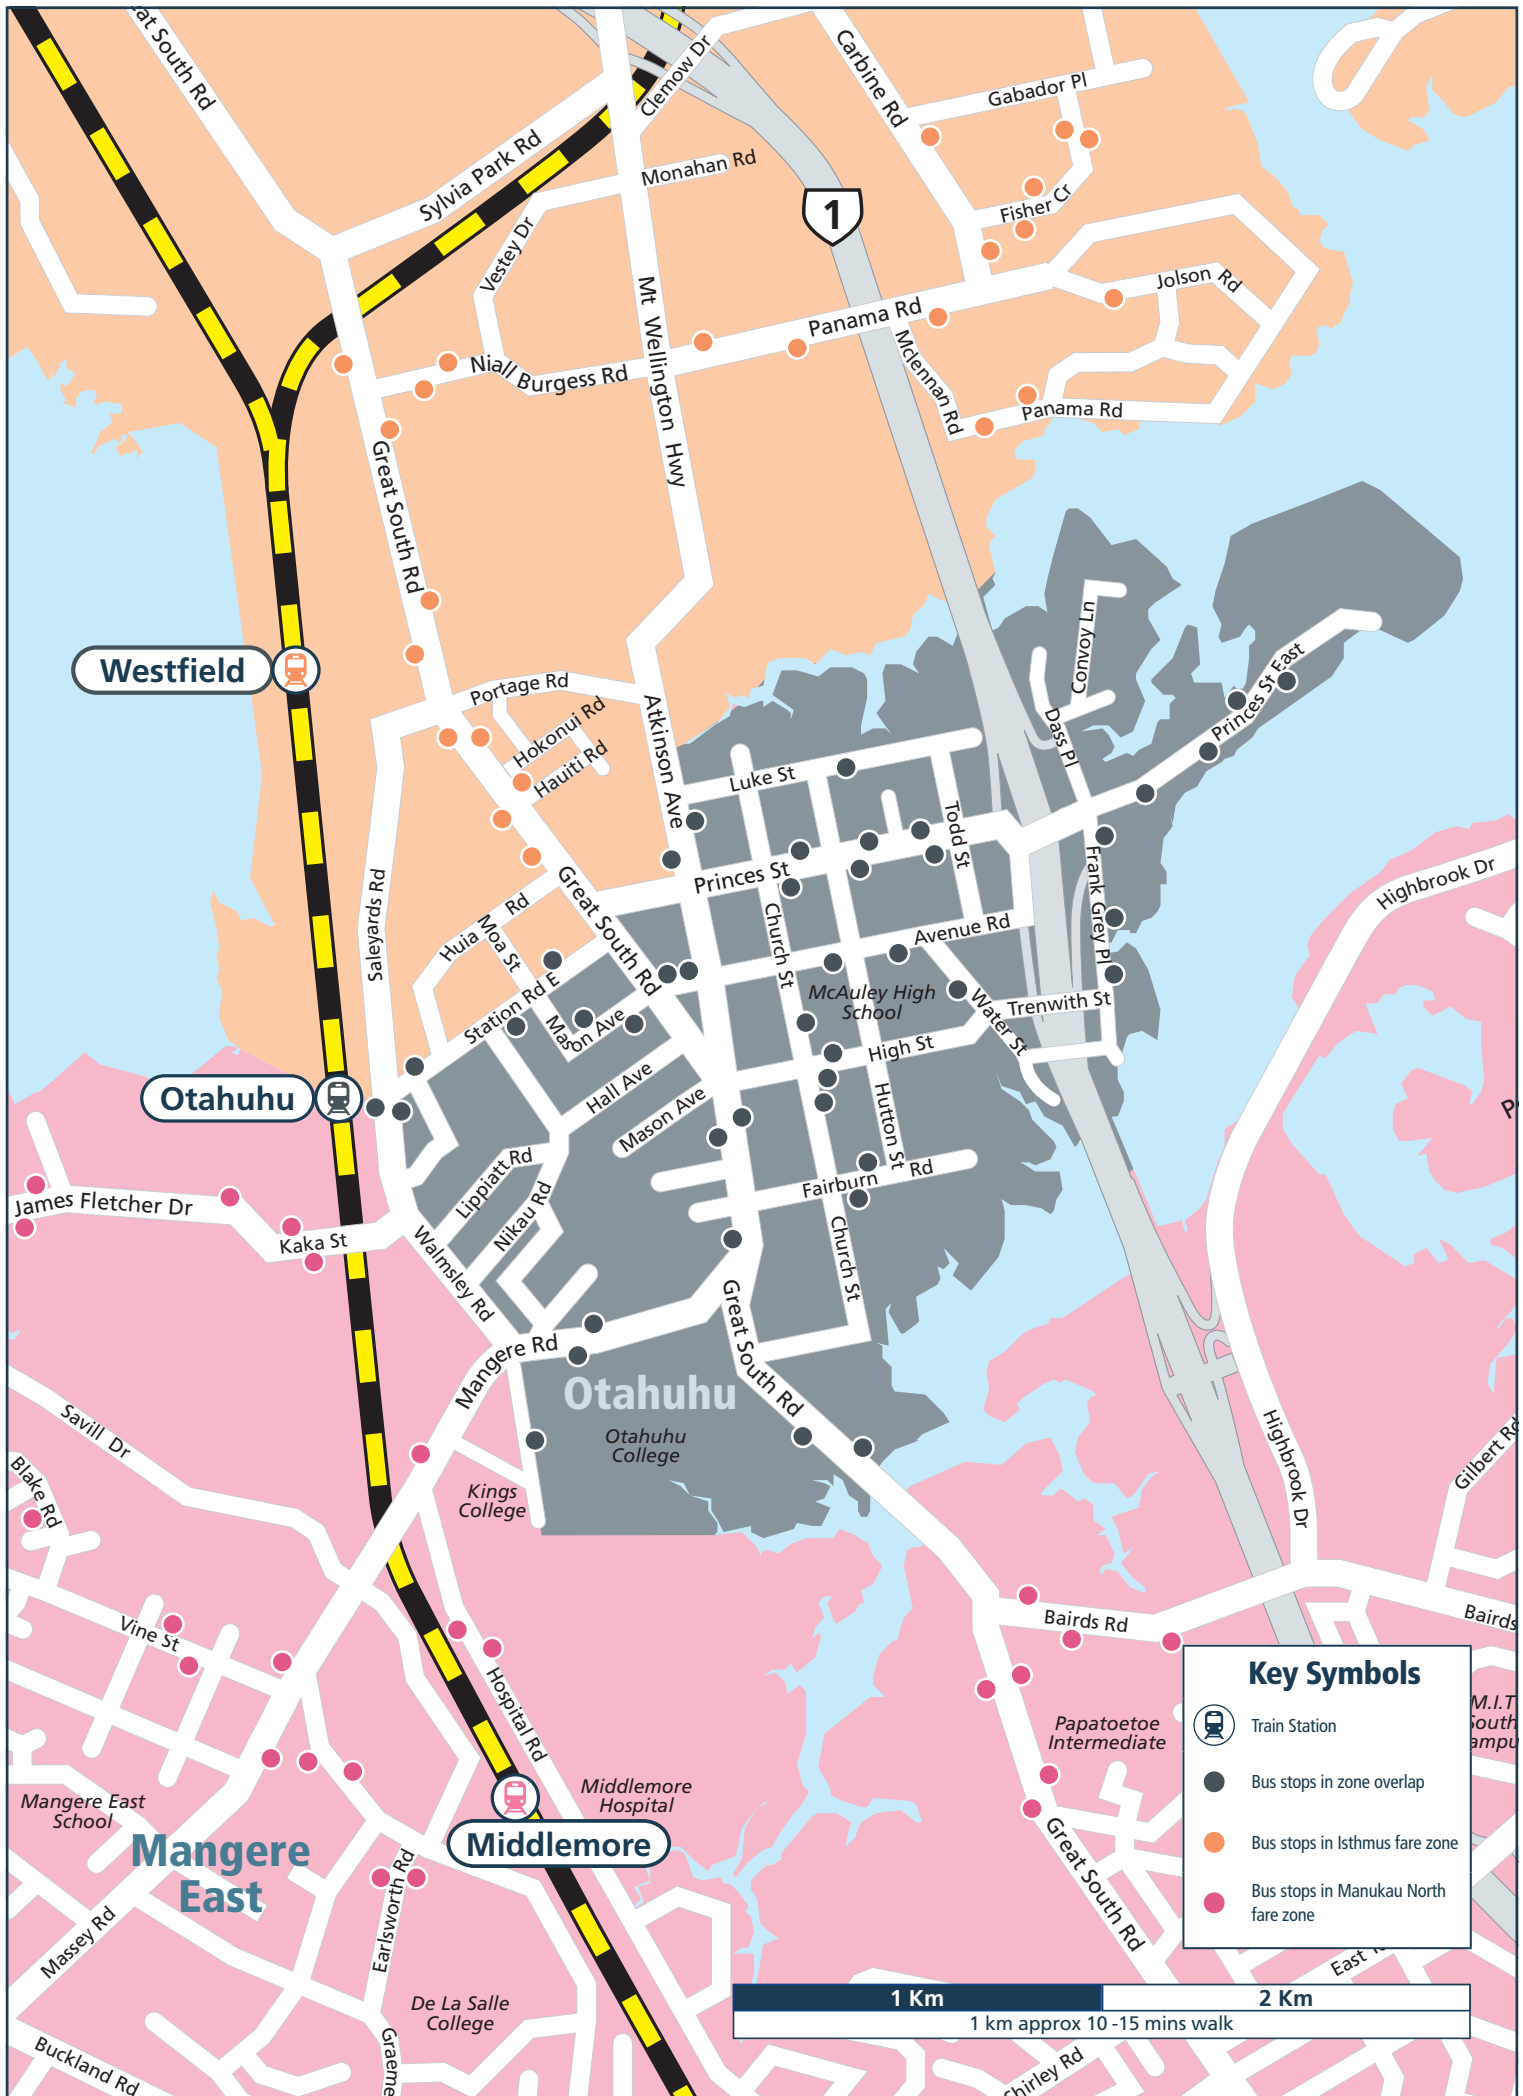 eat South Rd
Clemow Dr
Carbine Rd
Gabador Pl
Sylvia Park Rd
Monahan Rd
1
Fisher Cr
Vestey Dr
Mt Wellington Hwy
Jolson Rd
Panama Rd
Niall Burgess Rd
Mclennan Rd
Panama Rd
Great South Rd
Convoy Ln
Westfield
Portage Rd
Hokonui Rd
Hauiti Rd
Atkinson Ave
Dass Pl
Princes St East
Luke St
Todd St
Princes St
Frank Grey Pl
Highbrook Dr
Saleyards Rd
Huia Rd
Moa St
Great South Rd
Church St
Avenue Rd
Station Rd E
Mason Ave
McAuley High
School
Water St
Trenwith St
High St
Otahuhu
Hall Ave
Mason Ave
Hutton St
Lippiatt Rd
Nikau Rd
Fairburn Rd
James Fletcher Dr
Kaka St
Walmsley Rd
Church St
Great South Rd
Mangere Rd
Otahuhu
Otahuhu
College
Savill Dr
Blake Rd
Kings
College
Highbrook Dr
Gilbert Rd
Vine St
Bairds Rd
Bairds
Hospital Rd
Papatoetoe
Intermediate
M.I.T
South
ampu
Middlemore
Hospital
Mangere East
School
Mangere
East
Middlemore
Great South Rd
Earlsworth Rd
Massey Rd
East
De La Salle
College
Graeme
Buckland Rd
Shirley Rd
Key Symbols
Train Station
Bus stops in zone overlap
Bus stops in Isthmus fare zone
Bus stops in Manukau North
fare zone
1 Km
2 Km
1 km approx 10 -15 mins walk